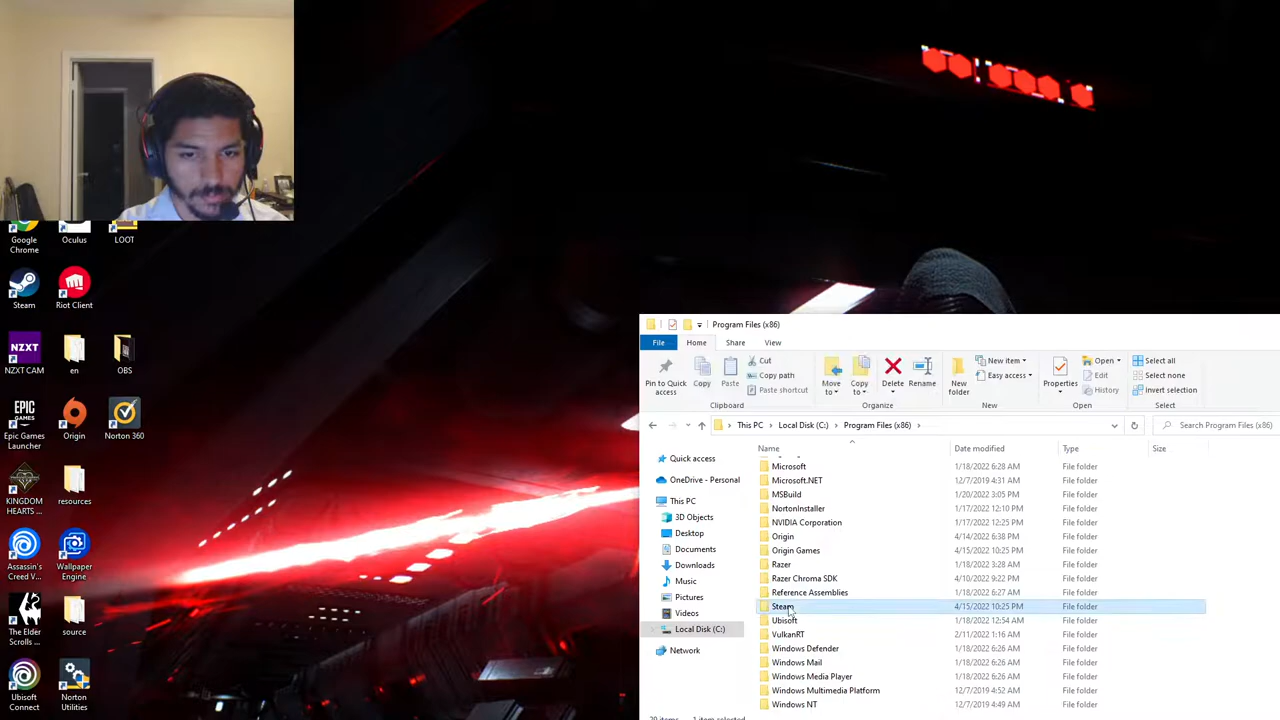 Google Chrome
Oculus
LOOT
Steam
Riot Client
NZXT
NZXT CAM
en
OBS
EPIC GAMES
Epic Games Launcher
Origin
Norton 360
KINGDOM HEARTS ...
resources
Assassin's Creed V...
Wallpaper Engine
The Elder Scrolls ...
source
Ubisoft Connect
Norton Utilities
Program Files (x86)
File Home Share View
Pin to Quick access
Copy
Paste
Cut
Copy path
Paste shortcut
Move to
Copy to
Delete
Rename
New folder
New item
Easy access
Properties
Open
Edit
History
Select all
Select none
Invert selection
Clipboard Organize New Open Select
This PC Local Disk (C:) Program Files (x86)
Search Program Files (x86)
Name Date modified Type Size
Quick access
OneDrive - Personal
This PC
3D Objects
Desktop
Documents
Downloads
Music
Pictures
Videos
Local Disk (C:)
Network
Microsoft 1/18/2022 6:28 AM File folder
Microsoft.NET 12/7/2019 4:31 AM File folder
MSBuild 1/20/2022 3:05 PM File folder
NortonInstaller 1/17/2022 12:10 PM File folder
NVIDIA Corporation 1/17/2022 12:25 PM File folder
Origin 4/14/2022 6:38 PM File folder
Origin Games 4/15/2022 10:25 PM File folder
Razer 1/18/2022 3:28 AM File folder
Razer Chroma SDK 4/10/2022 9:22 PM File folder
Reference Assemblies 1/18/2022 6:27 AM File folder
Steam 4/15/2022 10:25 PM File folder
Ubisoft 1/18/2022 12:54 AM File folder
VulkanRT 2/11/2022 1:16 AM File folder
Windows Defender 1/18/2022 6:26 AM File folder
Windows Mail 1/18/2022 6:26 AM File folder
Windows Media Player 1/18/2022 6:26 AM File folder
Windows Multimedia Platform 12/7/2019 4:52 AM File folder
Windows NT 12/7/2019 4:49 AM File folder